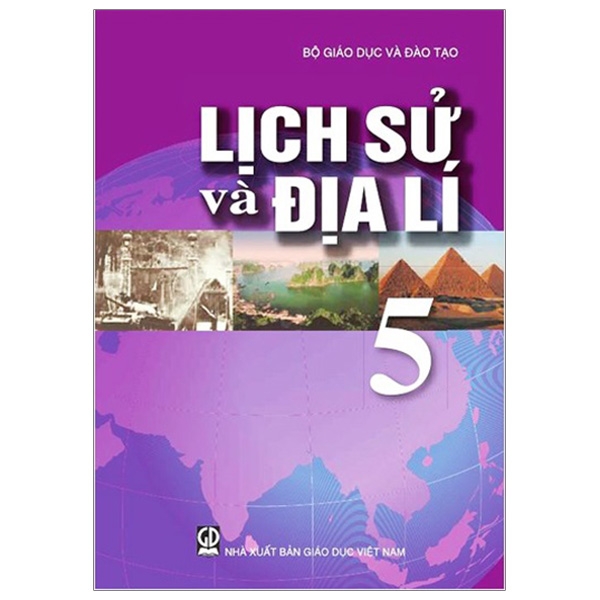 BỘ GIÁO DỤC VÀ ĐÀO TẠO
LỊCH SỬ
và ĐỊA LÍ
5
GD
NHÀ XUẤT BẢN GIÁO DỤC VIỆT NAM